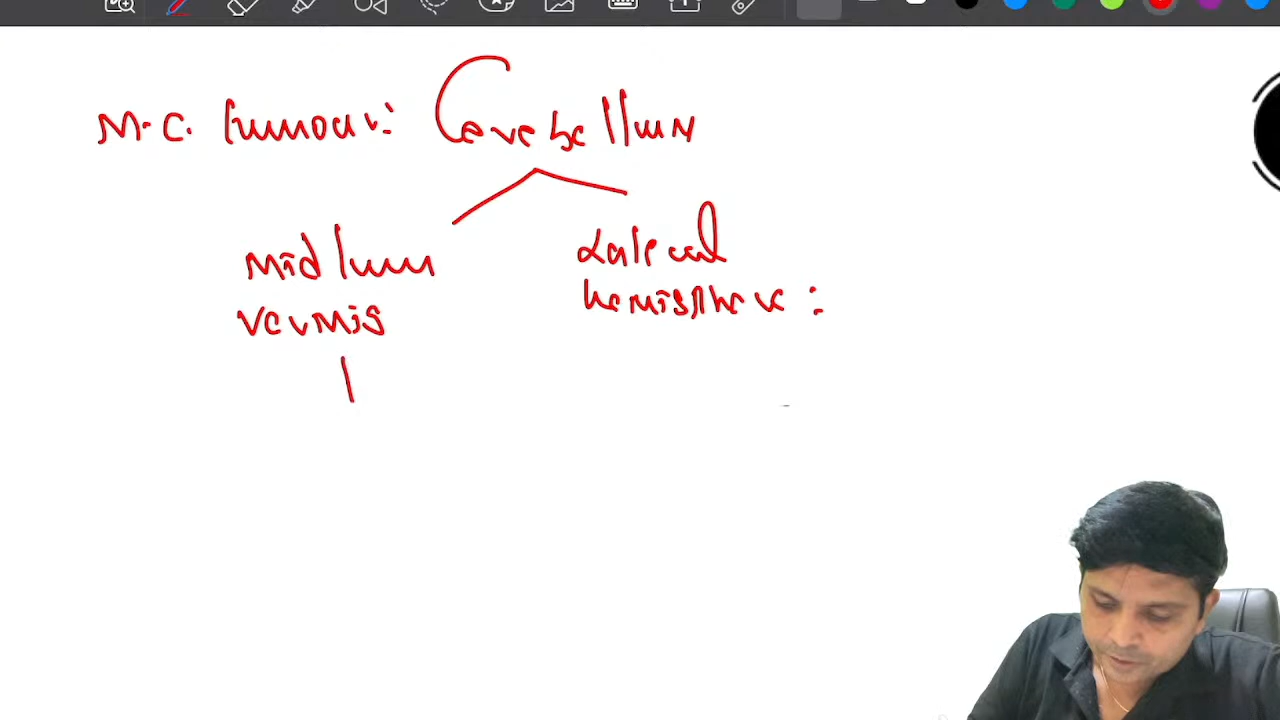 M.C. tumour: Cerebellum
Midline
vermis
Lateral
hemisphere :